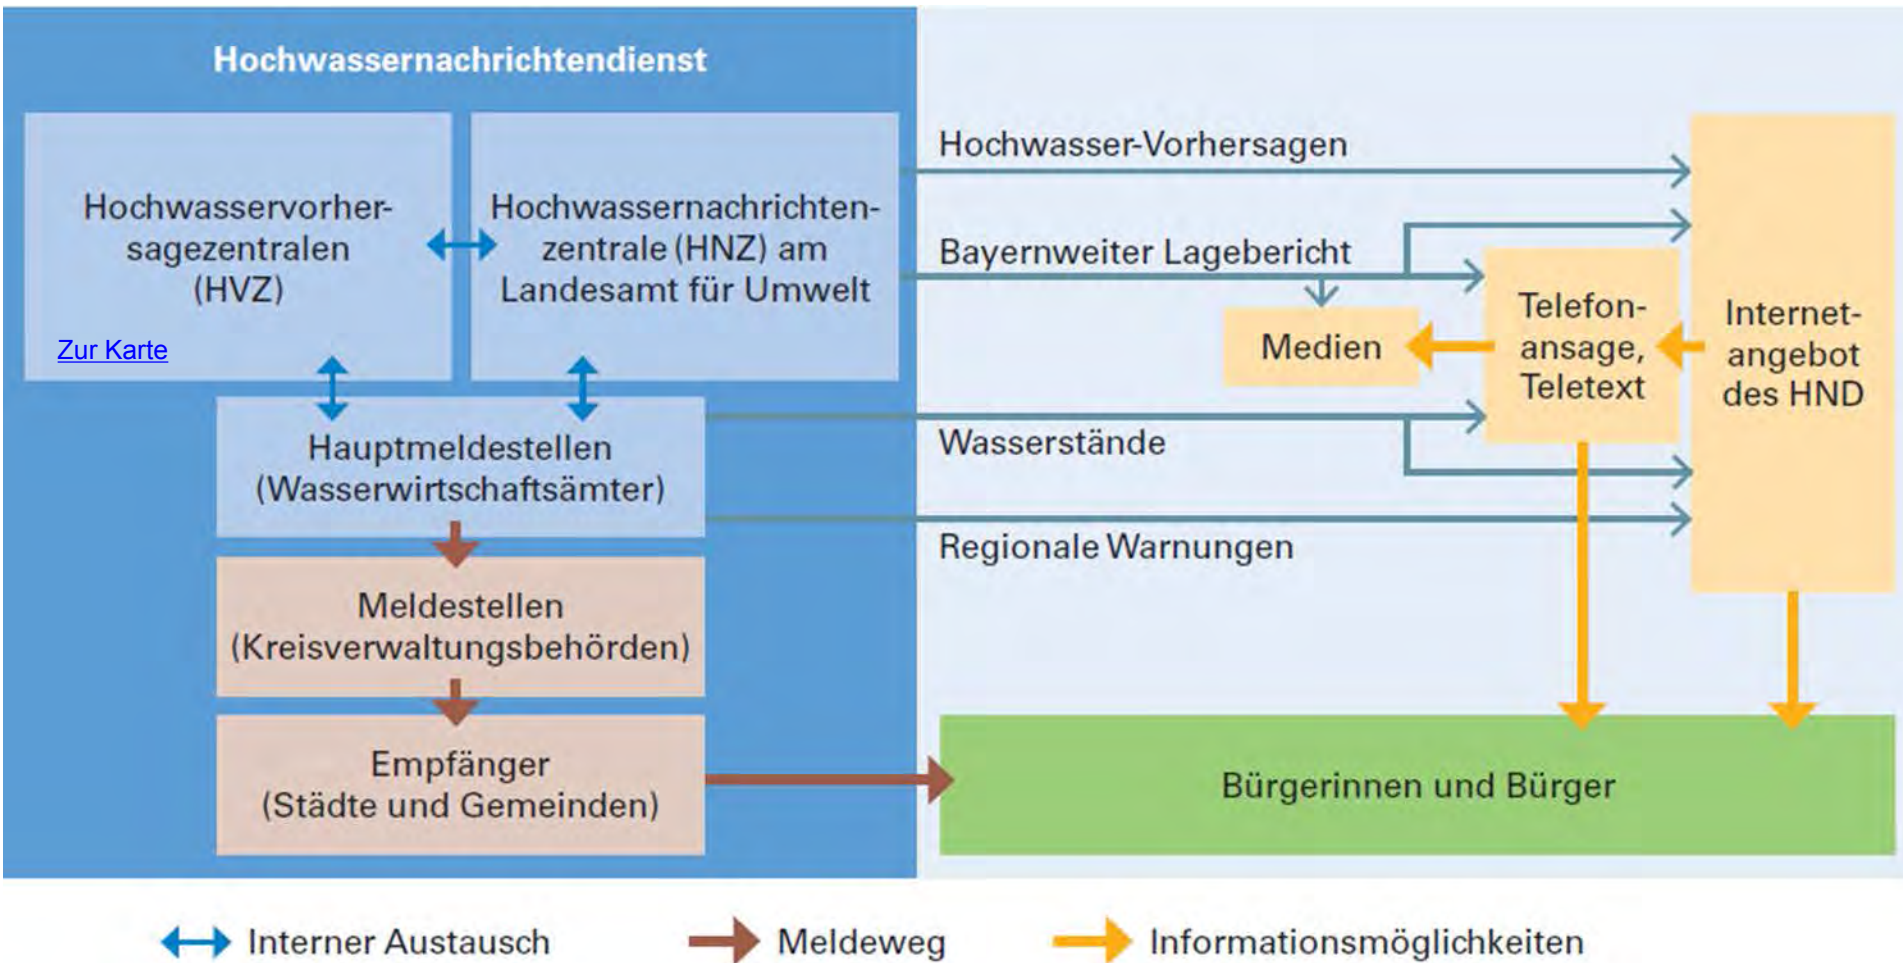 Hochwassernachrichtendienst
Hochwasservorher-
sagezentralen
(HVZ)
Zur Karte
Hochwassernachrichten-
zentrale (HNZ) am
Landesamt für Umwelt
Hauptmeldestellen
(Wasserwirtschaftsämter)
Meldestellen
(Kreisverwaltungsbehörden)
Empfänger
(Städte und Gemeinden)
Hochwasser-Vorhersagen
Bayernweiter Lagebericht
Medien
Telefon-
ansage,
Teletext
Internet-
angebot
des HND
Wasserstände
Regionale Warnungen
Bürgerinnen und Bürger
Interner Austausch
Meldeweg
Informationsmöglichkeiten